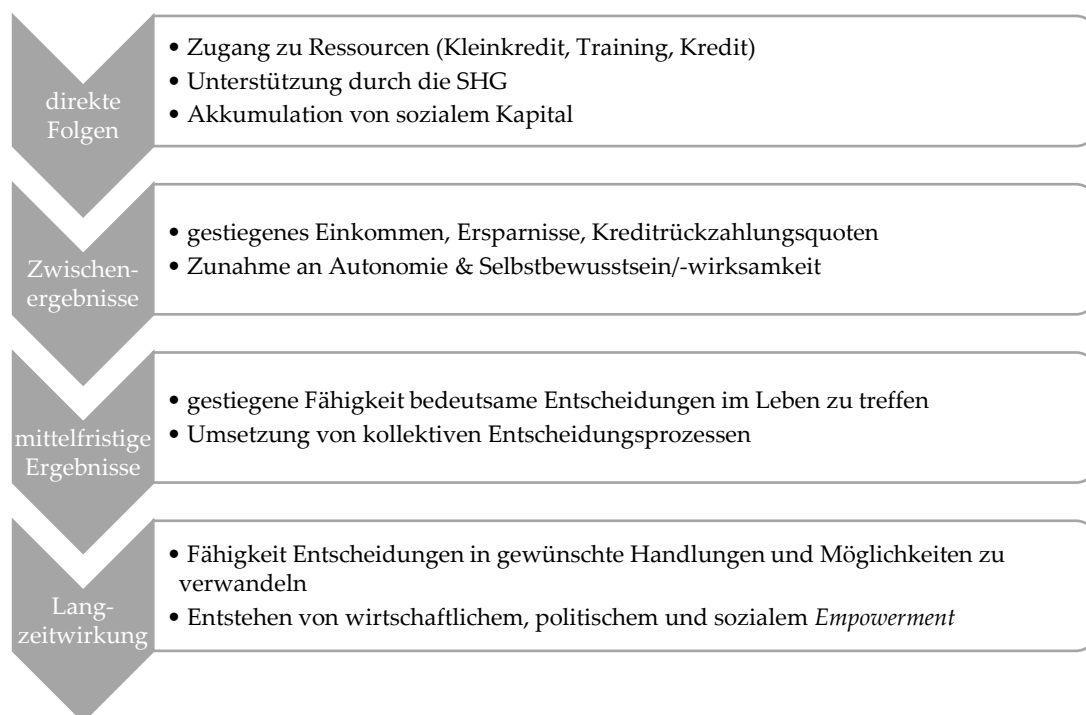 direkte
Folgen
• Zugang zu Ressourcen (Kleinkredit, Training, Kredit)
• Unterstützung durch die SHG
• Akkumulation von sozialem Kapital
Zwischen-
ergebnisse
• gestiegenes Einkommen, Ersparnisse, Kreditrückzahlungsquoten
• Zunahme an Autonomie & Selbstbewusstsein/-wirksamkeit
mittelfristige
Ergebnisse
• gestiegene Fähigkeit bedeutsame Entscheidungen im Leben zu treffen
• Umsetzung von kollektiven Entscheidungsprozessen
Lang-
zeitwirkung
• Fähigkeit Entscheidungen in gewünschte Handlungen und Möglichkeiten zu
verwandeln
• Entstehen von wirtschaftlichem, politischem und sozialem Empowerment